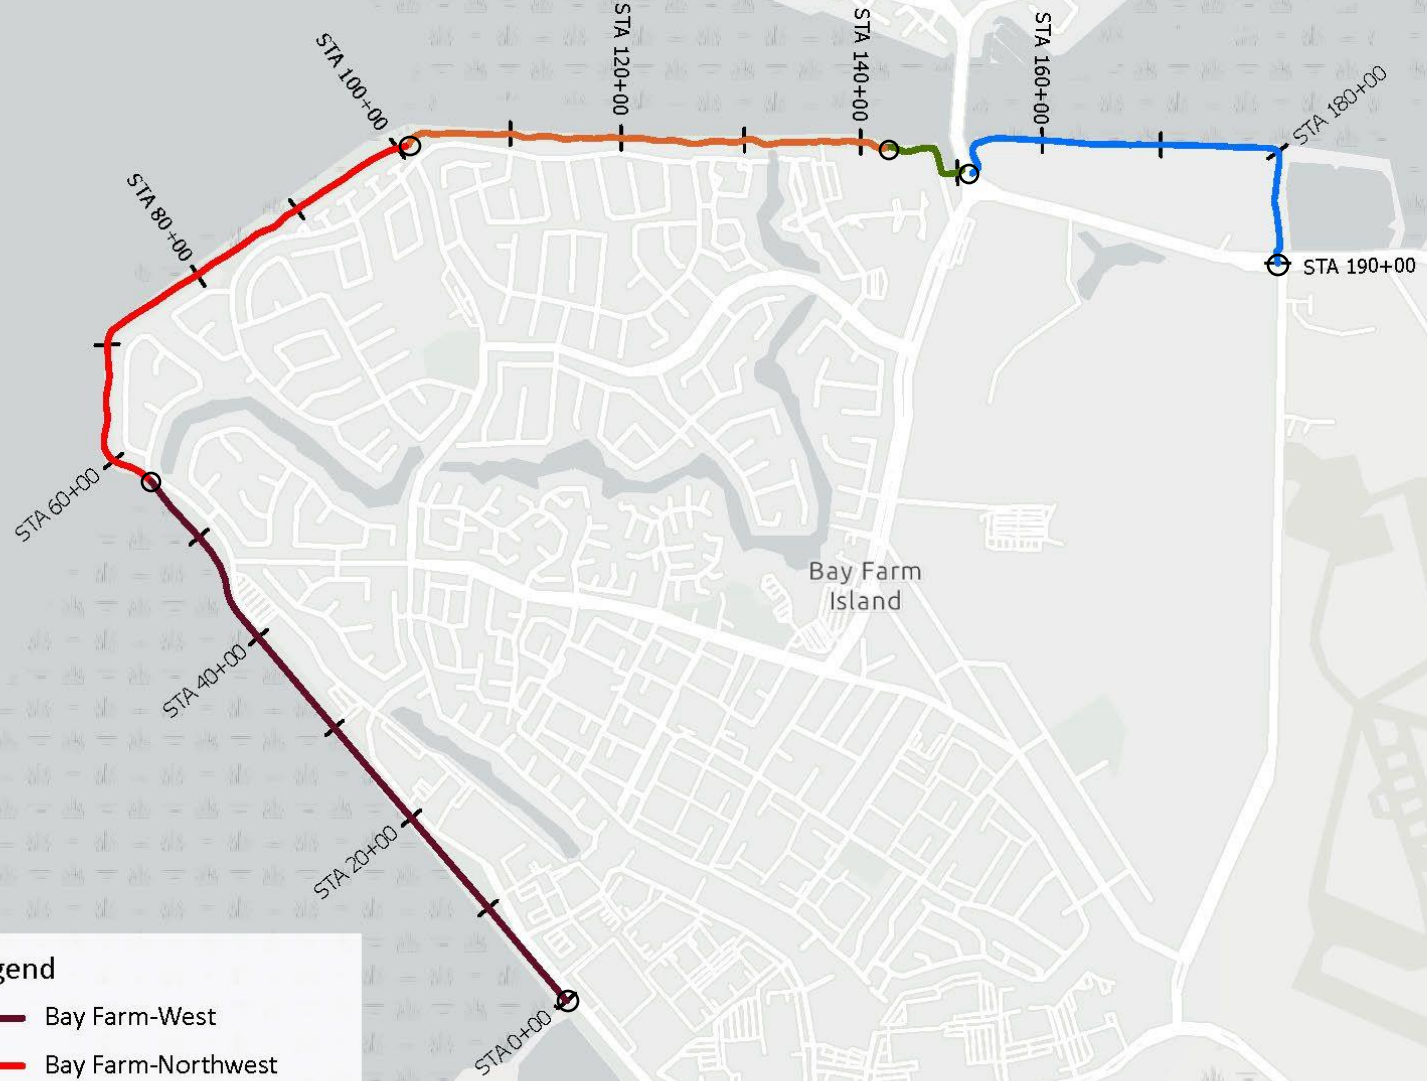 STA 120+00
STA 140+00
STA 160+00
STA 100+00
STA 180+00
STA 80+00
STA 190+00
STA 60+00
Bay Farm
Island
STA 40+00
STA 20+00
gend
Bay Farm-West
STA 0+00
Bay Farm-Northwest